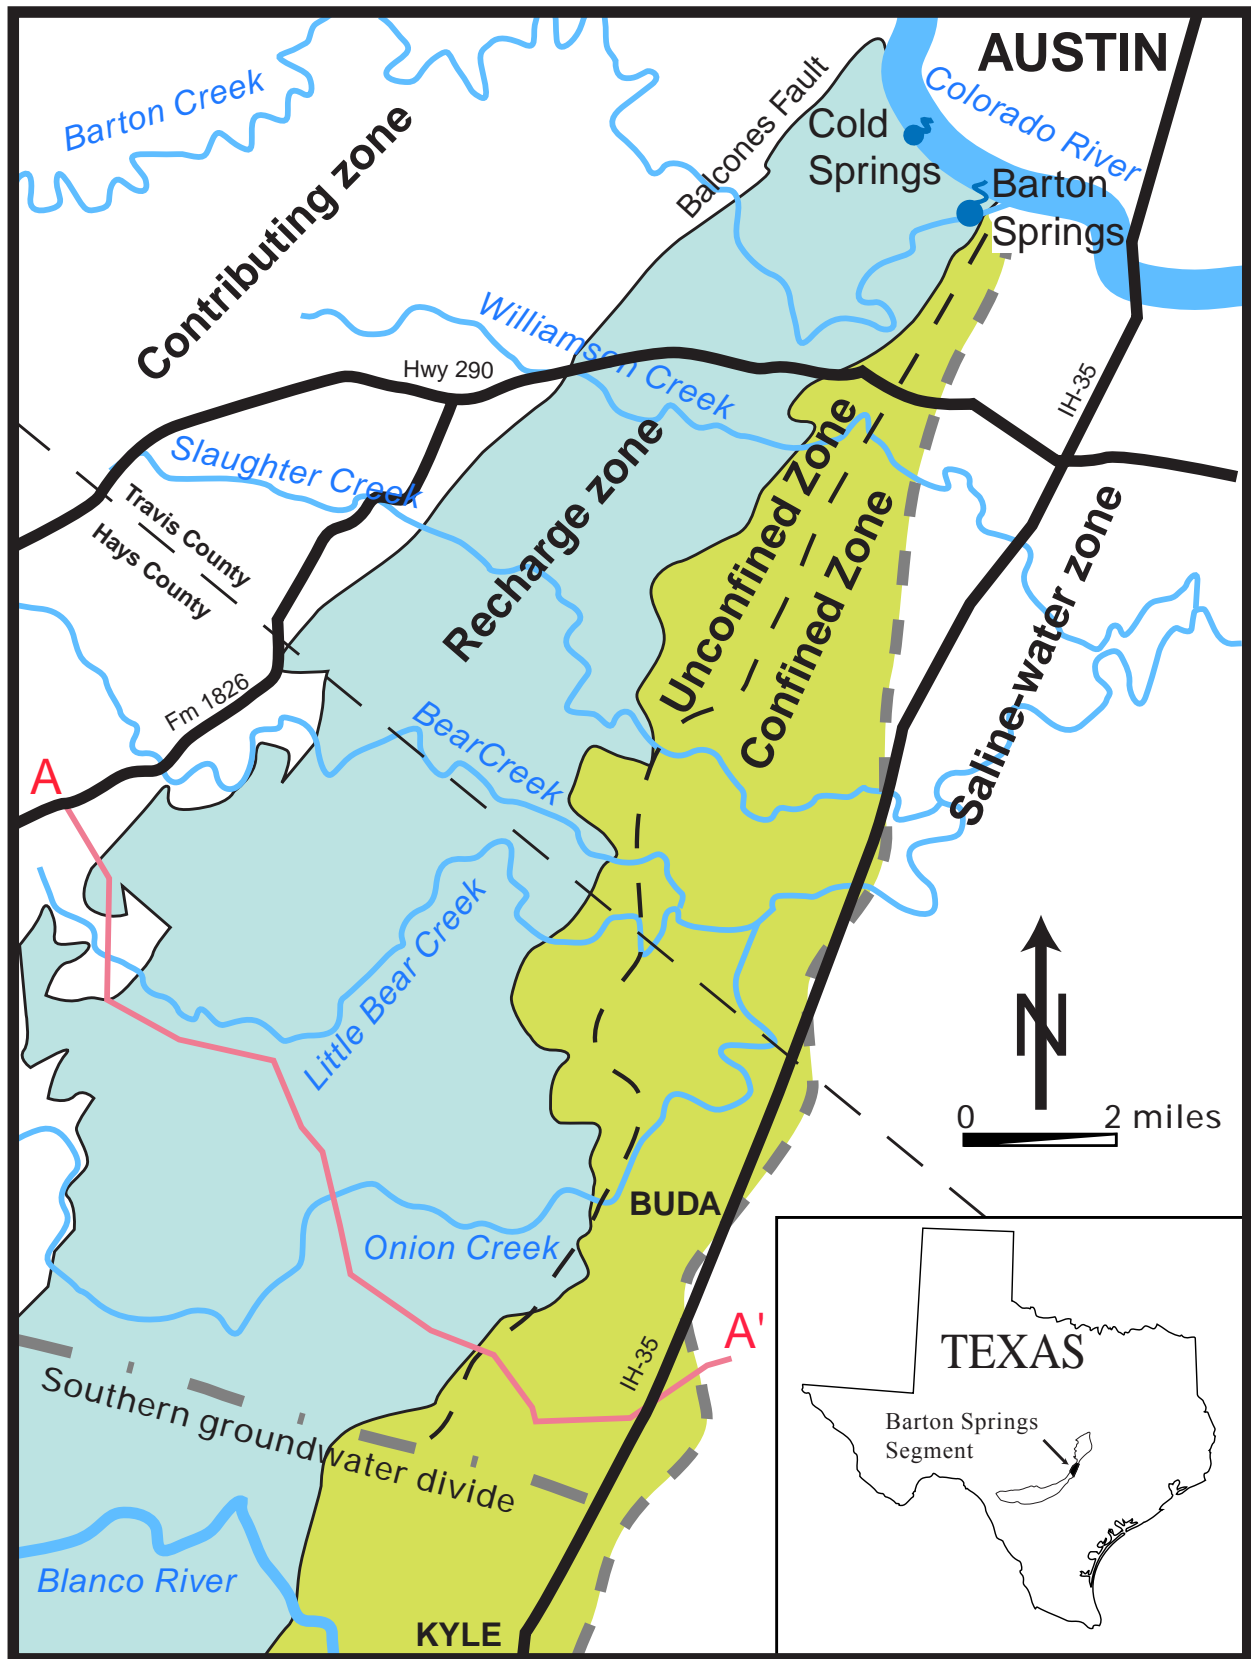 AUSTIN
Barton Creek
Contributing zone
Balcones Fault
Cold
Springs
Colorado River
Barton
Springs
Williamson Creek
Hwy 290
IH-35
Slaughter Creek
Travis County
Hays County
Recharge zone
Unconfined Zone
Confined Zone
Saline-water zone
Fm 1826
BearCreek
A
Little Bear Creek
N
0 2 miles
BUDA
Onion Creek
A'
IH-35
Southern groundwater divide
Blanco River
KYLE
TEXAS
Barton Springs
Segment